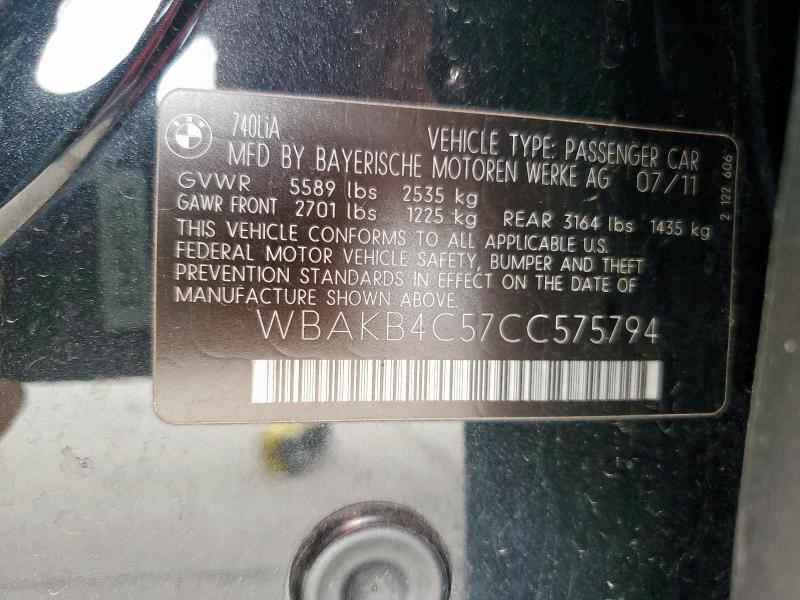 BMW
740LiA
VEHICLE TYPE: PASSENGER CAR
MFD BY BAYERISCHE MOTOREN WERKE AG 07/11
GVWR 5589 lbs 2535 kg
GAWR FRONT 2701 lbs 1225 kg REAR 3164 lbs 1435 kg
THIS VEHICLE CONFORMS TO ALL APPLICABLE U.S.
FEDERAL MOTOR VEHICLE SAFETY, BUMPER AND THEFT
PREVENTION STANDARDS IN EFFECT ON THE DATE OF
MANUFACTURE SHOWN ABOVE.
WBAKB4C57CC575794
2 122 606